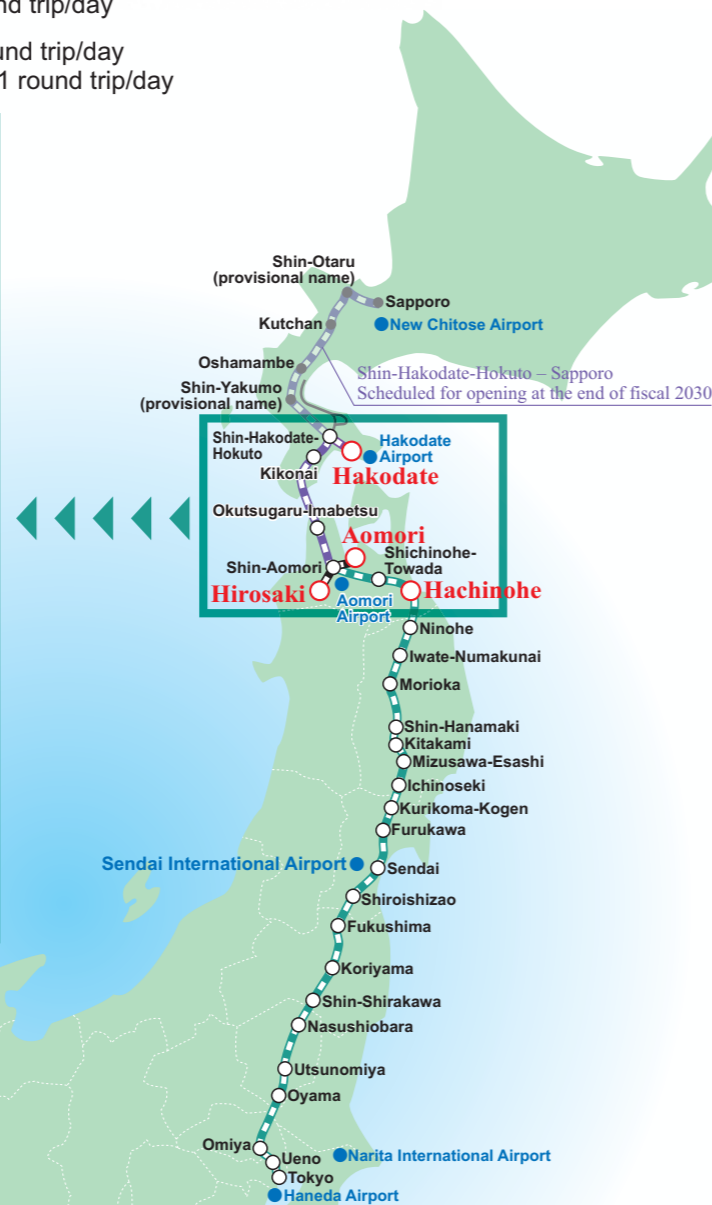 trip/day
trip/day
1 round trip/day
Shin-Otaru
(provisional name)
Sapporo
Kutchan
New Chitose Airport
Oshamambe
Shin-Hakodate-Hokuto – Sapporo
Scheduled for opening at the end of fiscal 2030
Shin-Yakumo
(provisional name)
Shin-Hakodate-
Hokuto
Hakodate
Airport
Kikonai
Hakodate
Okutsugaru-Imabetsu
Aomori
Shin-Aomori
Shichinohe-
Towada
Hirosaki
Aomori
Airport
Hachinohe
Ninohe
Iwate-Numakunai
Morioka
Shin-Hanamaki
Kitakami
Mizusawa-Esashi
Ichinoseki
Kurikoma-Kogen
Furukawa
Sendai International Airport
Sendai
Shiroishizao
Fukushima
Koriyama
Shin-Shirakawa
Nasushiobara
Utsunomiya
Oyama
Omiya
Ueno
Narita International Airport
Tokyo
Haneda Airport